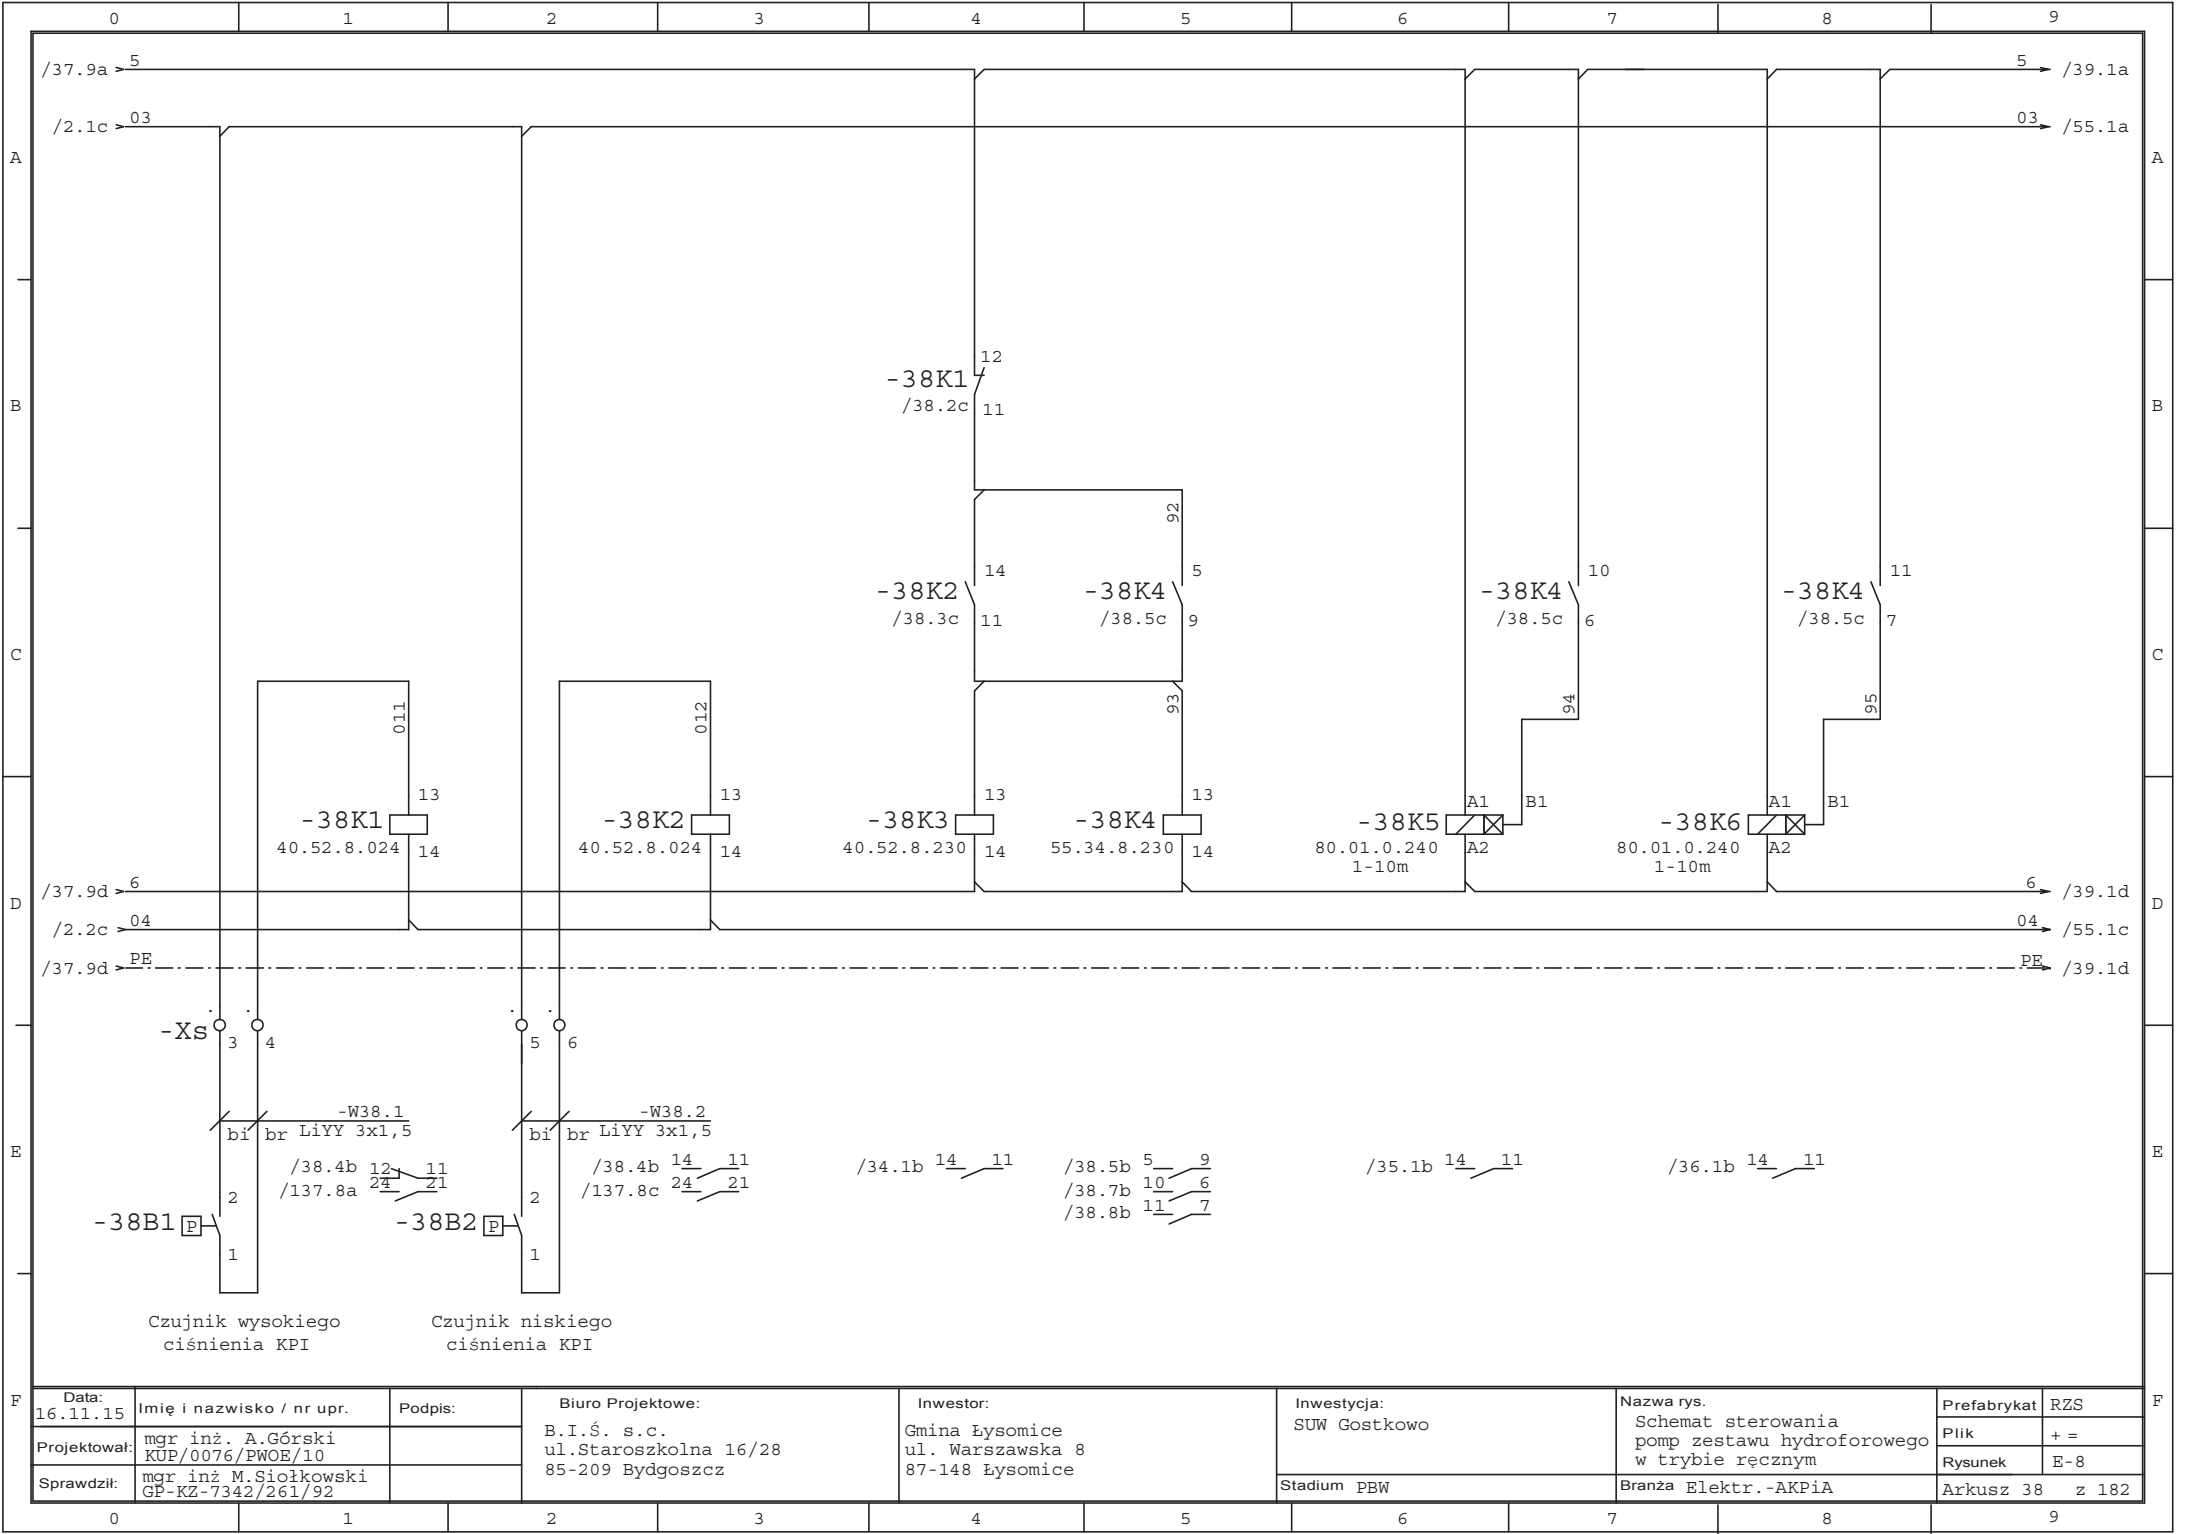 0 1 2 3 4 5 6 7 8 9
/37.9a 5 5 /39.1a
/2.1c 03 03 /55.1a
A A
12
-38K1
/38.2c 11
B B
92
14 5 10 11
-38K2 -38K4 -38K4 -38K4
/38.3c 11 /38.5c 9 /38.5c 6 /38.5c 7
C C
011 012 93 94 95
13 13 13 13 A1 B1 A1 B1
-38K1 -38K2 -38K3 -38K4 -38K5 -38K6
40.52.8.024 14 40.52.8.024 14 40.52.8.230 14 55.34.8.230 14 80.01.0.240 A2 80.01.0.240 A2
1-10m 1-10m
/37.9d 6 6 /39.1d
D D
/2.2c 04 04 /55.1c
/37.9d PE PE /39.1d
-Xs 3 4 5 6
-W38.1 -W38.2
bi br LiYY 3x1,5 bi br LiYY 3x1,5
E E
/38.4b 12 11 /38.4b 14 11 /34.1b 14 11 /38.5b 5 9 /35.1b 14 11 /36.1b 14 11
/137.8a 24 21 /137.8c 24 21 /38.7b 10 6
2 2 /38.8b 11 7
-38B1 P -38B2 P
1 1
Czujnik wysokiego Czujnik niskiego
ciśnienia KPI ciśnienia KPI
F F
Data:
16.11.15
Imię i nazwisko / nr upr.
Podpis:
Projektował:
mgr inż. A.Górski
KUP/0076/PWOE/10
Sprawdził:
mgr inż M.Siołkowski
GP-KZ-7342/261/92
Biuro Projektowe:
B.I.Ś. s.c.
ul.Staroszkolna 16/28
85-209 Bydgoszcz
Inwestor:
Gmina Łysomice
ul. Warszawska 8
87-148 Łysomice
Inwestycja:
SUW Gostkowo
Stadium PBW
Nazwa rys.
Schemat sterowania
pomp zestawu hydroforowego
w trybie ręcznym
Branża Elektr.-AKPiA
Prefabrykat RZS
Plik + =
Rysunek E-8
Arkusz 38 z 182
0 1 2 3 4 5 6 7 8 9